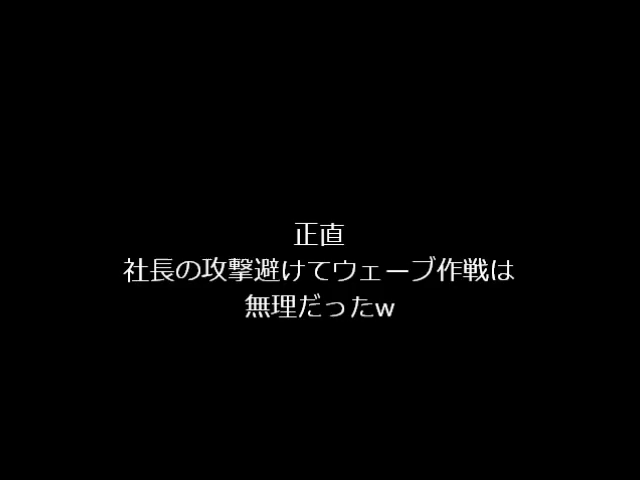 正直
社長の攻撃避けてウェーブ作戦は
無理だったw